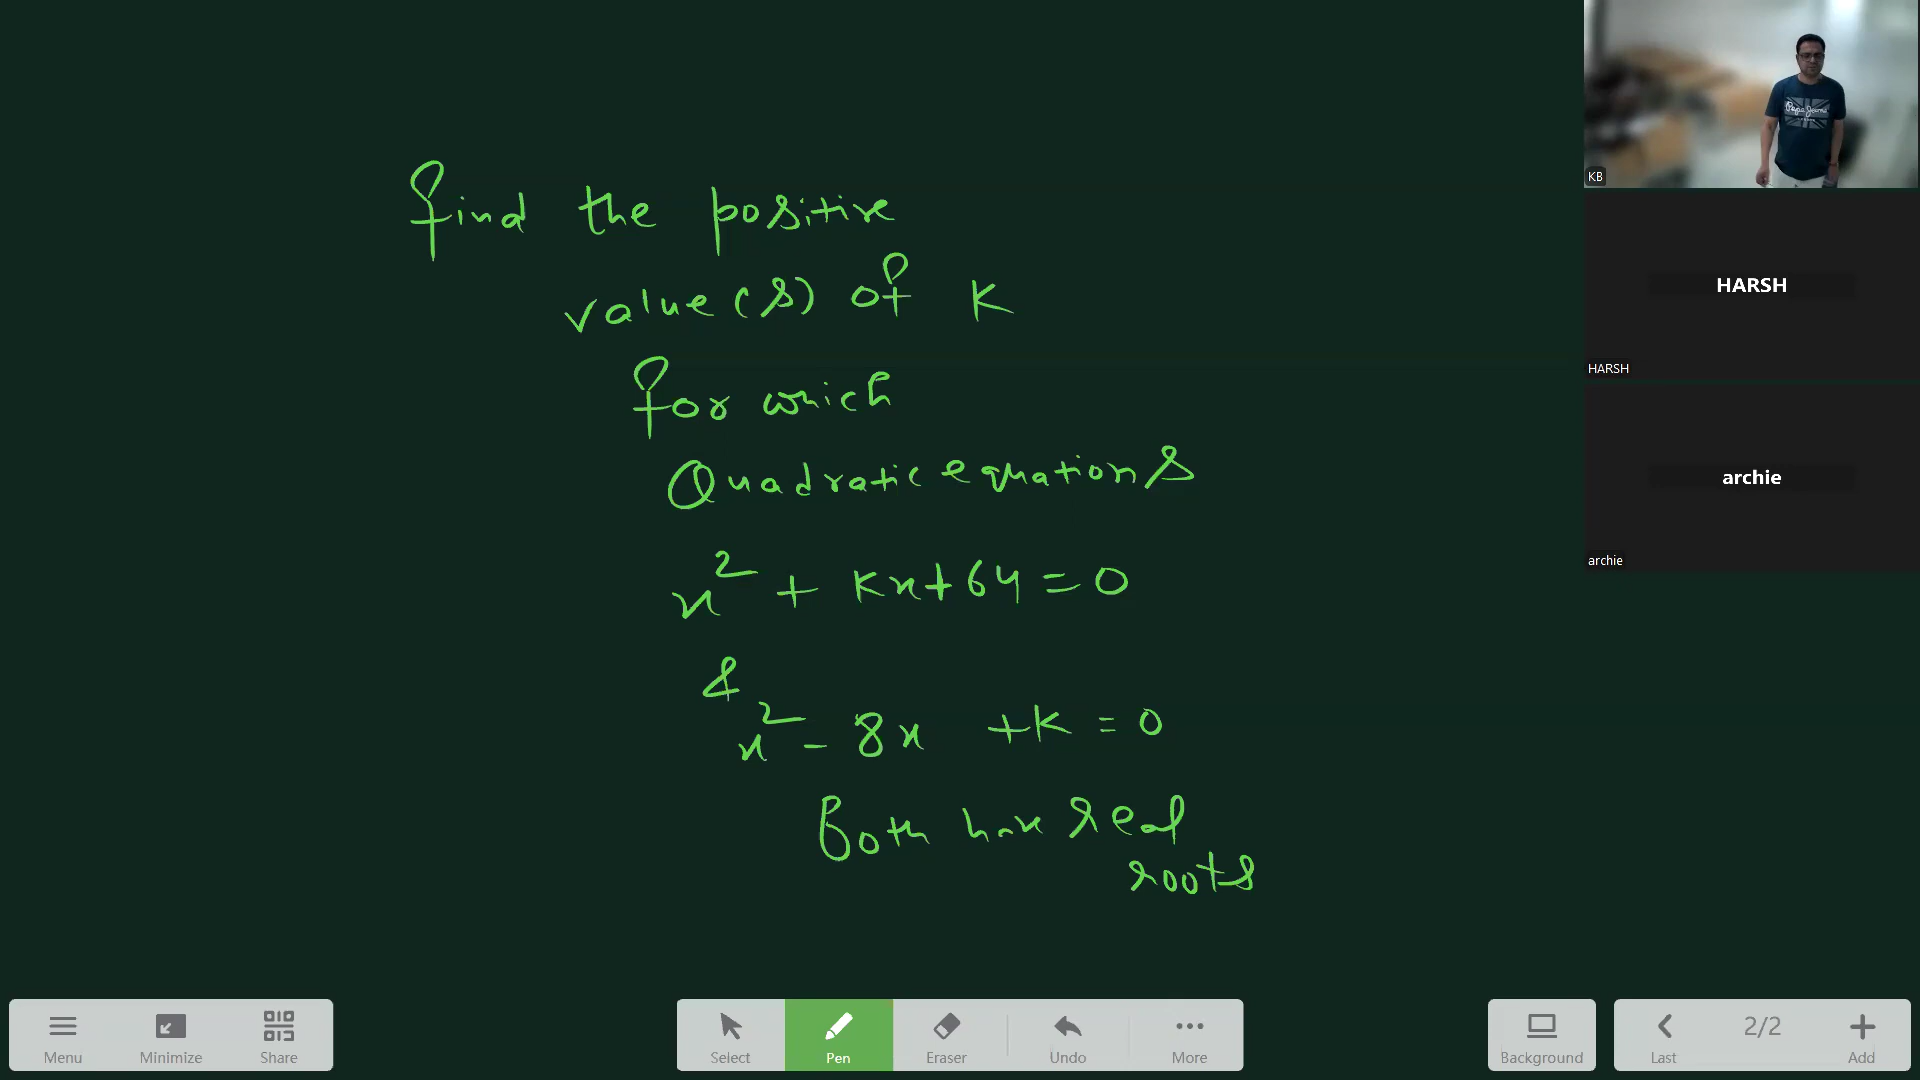 Find the positive
value(s) of K
for which
Quadratic equations
x² + Kx+64 = 0
&
x² - 8x +K = 0
Both have real
roots
KB
HARSH
HARSH
archie
archie
Menu
Minimize
Share
Select
Pen
Eraser
Undo
More
Background
Last
2/2
Add